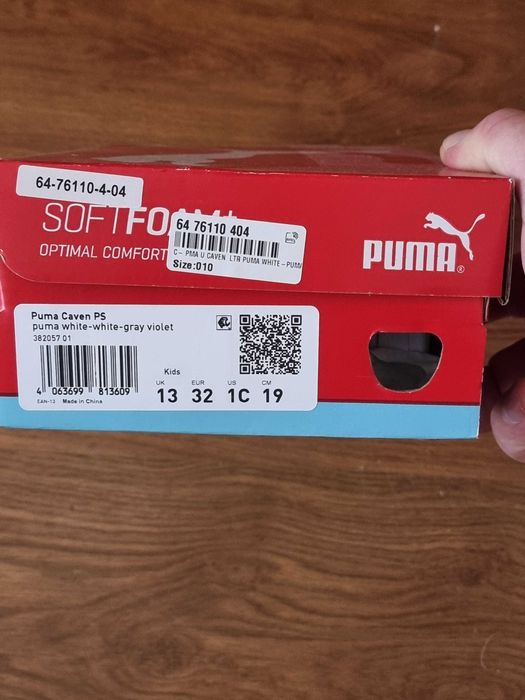 64-76110-4-04
SOFTFOAM+
OPTIMAL COMFORT
64 76110 404
C- PMA U CAVEN LTR PUMA WHITE-PUMA
Size:010
PUMA
Puma Caven PS
puma white-white-gray violet
382057 01
4 063699 813609
EAN-13 Made in China
Kids
UK EUR US CM
13 32 1C 19